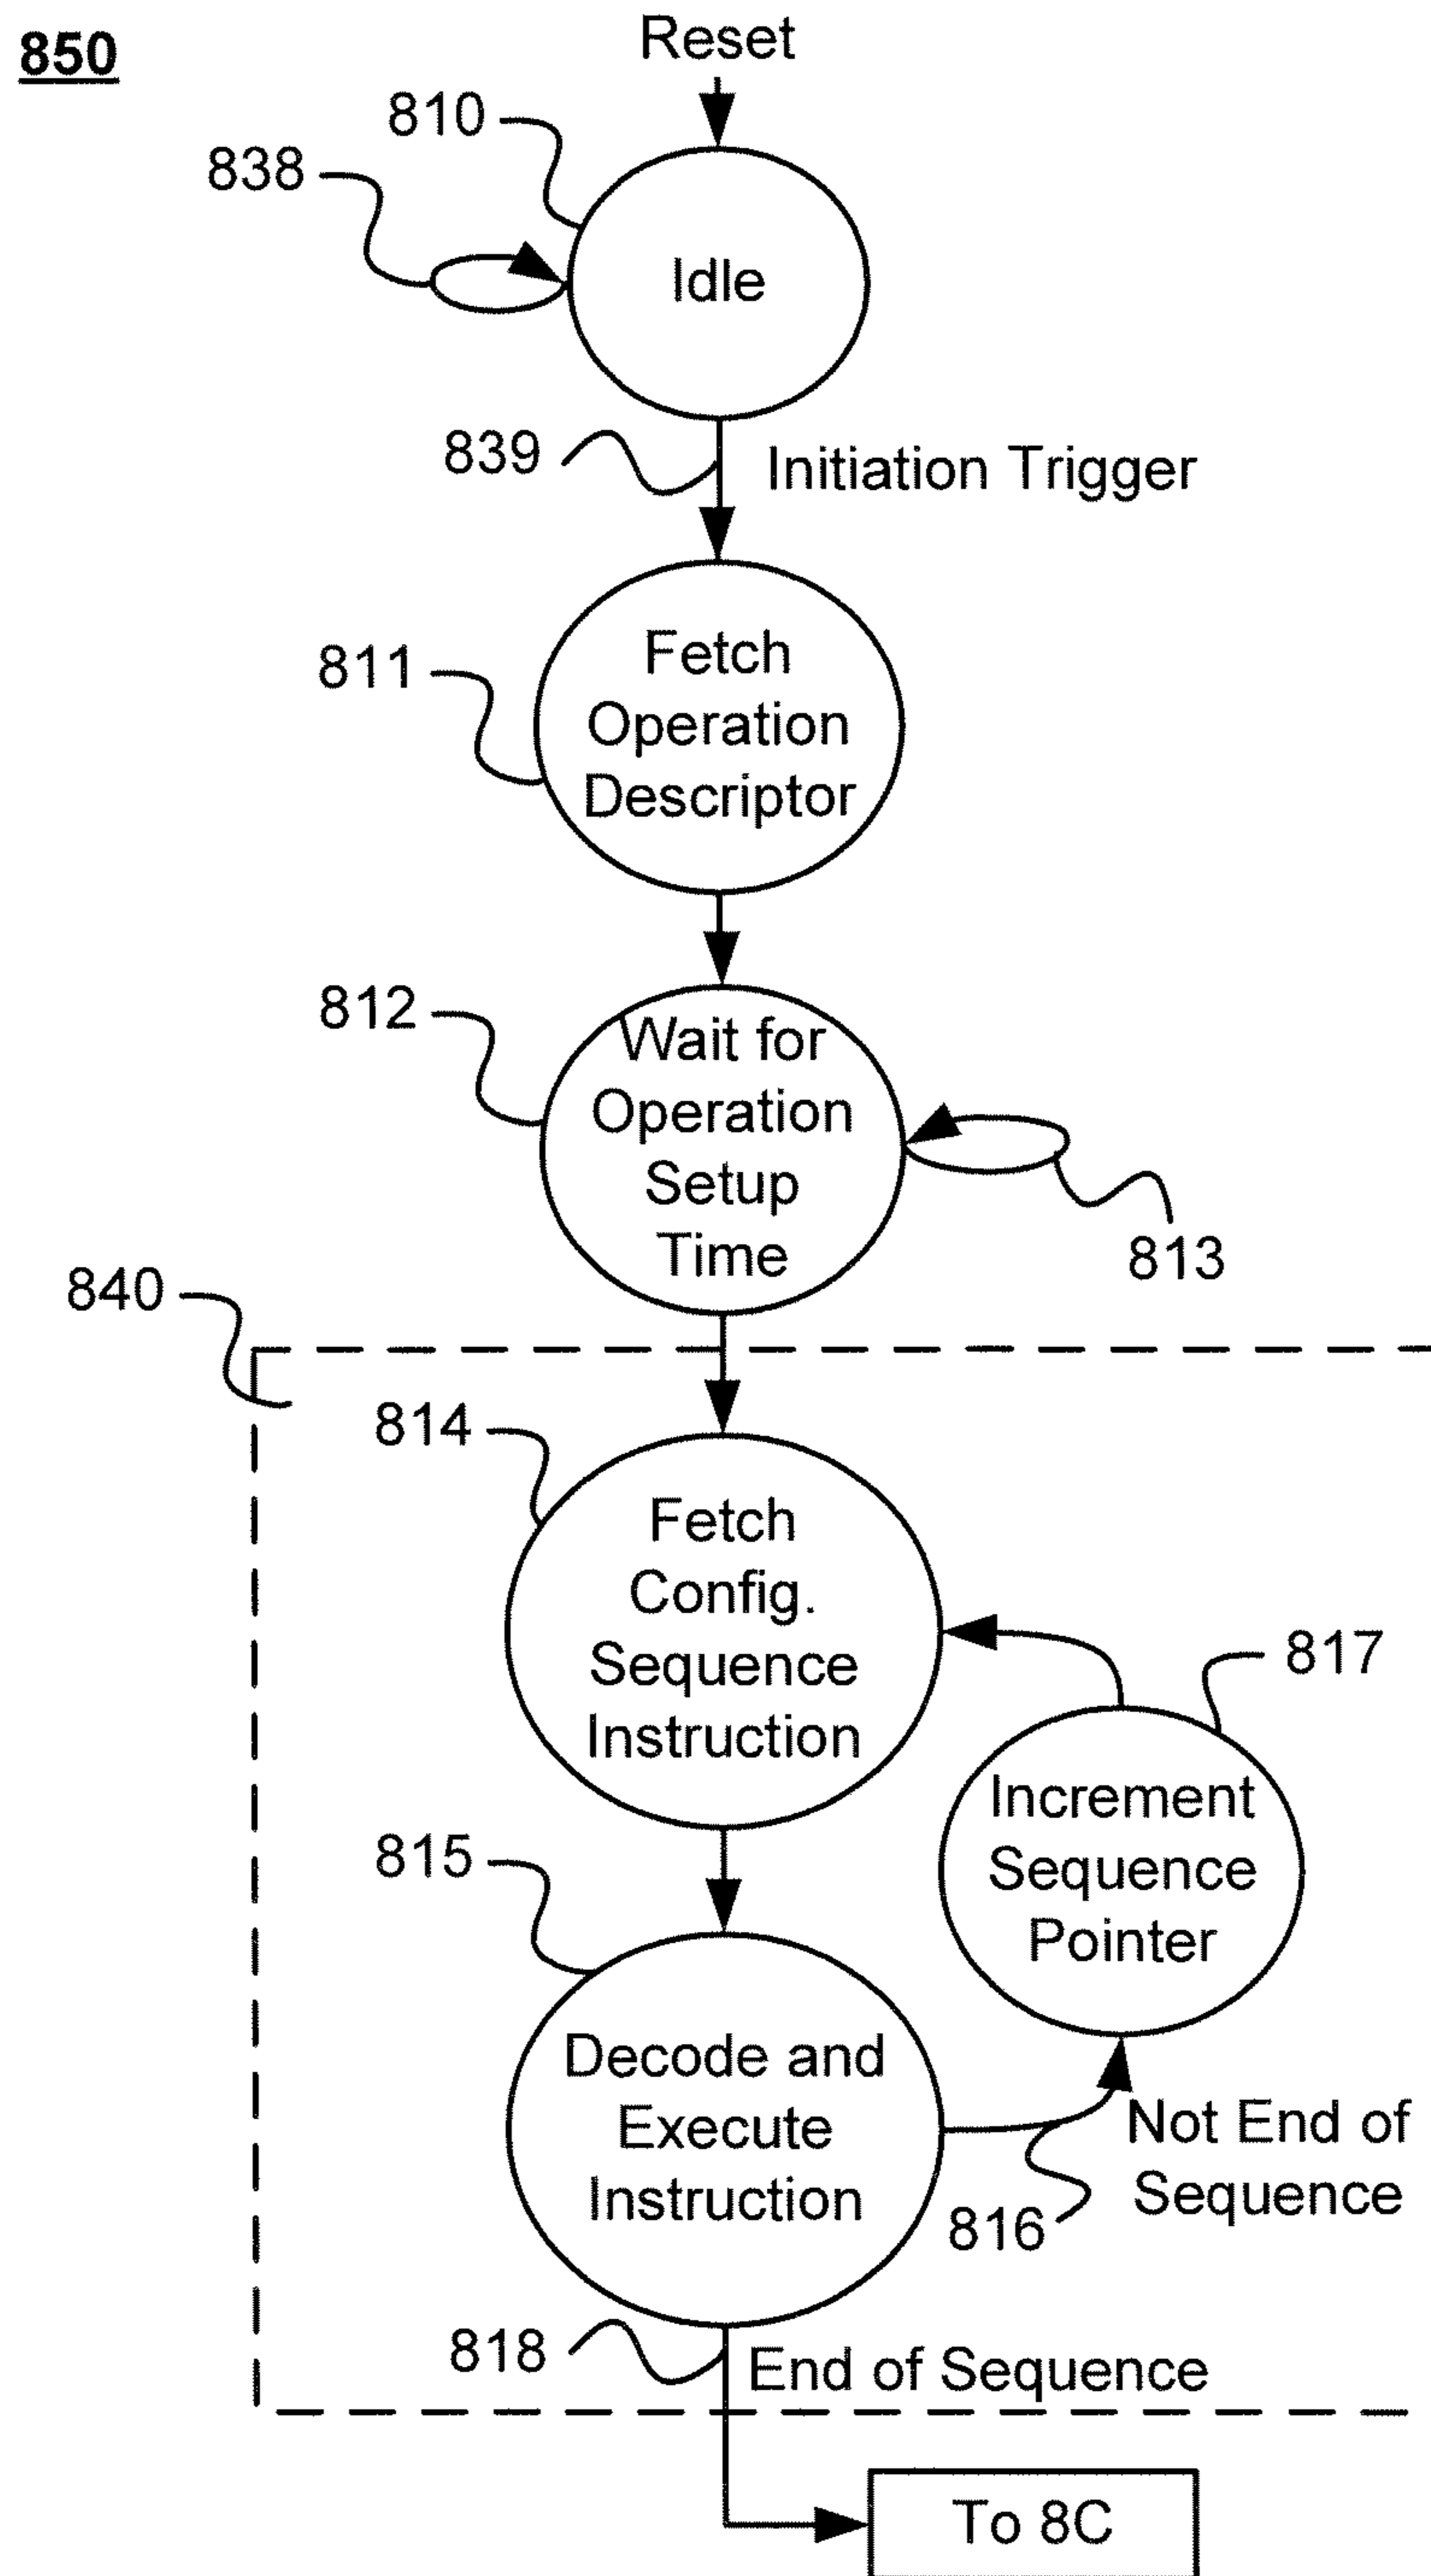 850
Reset
810
838
Idle
839
Initiation Trigger
811
Fetch
Operation
Descriptor
812
Wait for
Operation
Setup
Time
813
840
814
Fetch
Config.
Sequence
Instruction
817
Increment
Sequence
Pointer
815
Decode and
Execute
Instruction
Not End of
Sequence
816
818
End of Sequence
To 8C